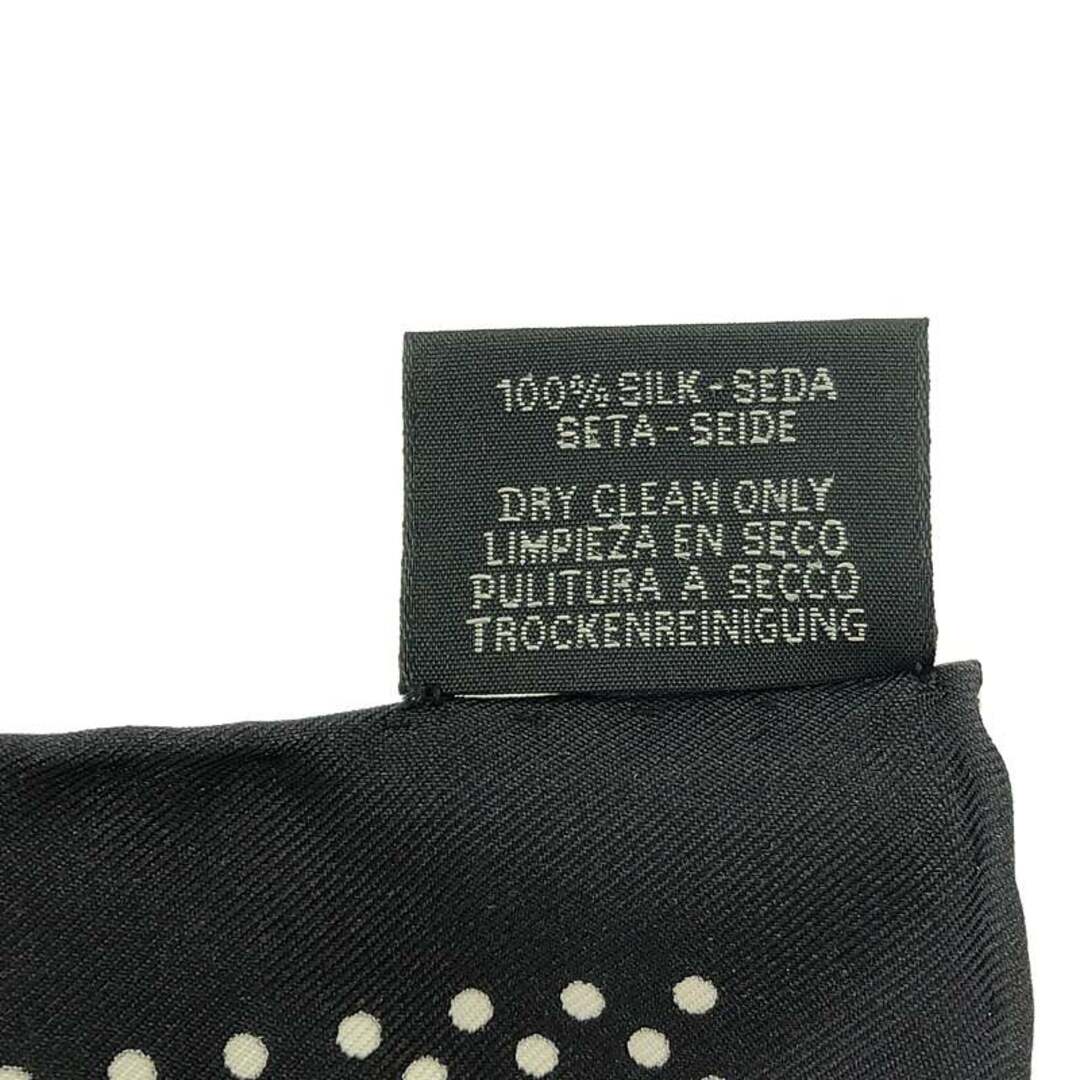 100% SILK - SEDA
SETA - SEIDE
DRY CLEAN ONLY
LIMPIEZA EN SECO
PULITURA A SECCO
TROCKENREINIGUNG